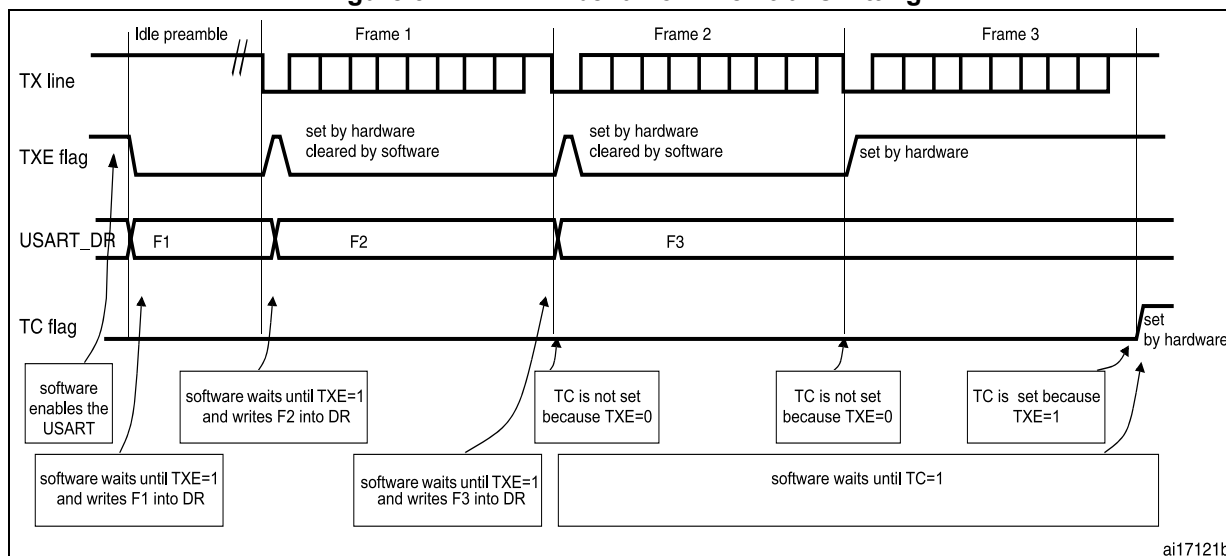 Idle preamble
Frame 1
Frame 2
Frame 3
TX line
set by hardware
cleared by software
set by hardware
cleared by software
set by hardware
TXE flag
USART_DR
F1
F2
F3
TC flag
set
by hardware
software
enables the
USART
software waits until TXE=1
and writes F2 into DR
TC is not set
because TXE=0
TC is not set
because TXE=0
TC is set because
TXE=1
software waits until TXE=1
and writes F1 into DR
software waits until TXE=1
and writes F3 into DR
software waits until TC=1
ai17121b